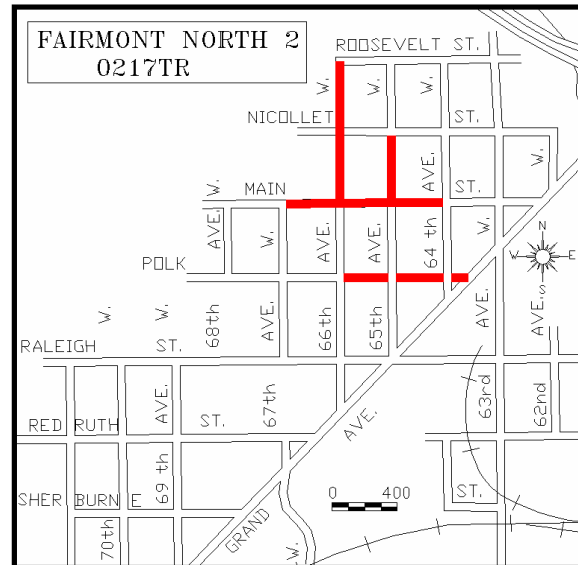 FAIRMONT NORTH 2
0217TR
ROOSEVELT ST.
W. W. W.
NICOLLET ST.
W.
W. MAIN AVE. ST.
AVE. W. AVE. AVE. 64 th W.
POLK
N
W E
S
W. W. 68th AVE. 66th 65th AVE. AVE.
RALEIGH ST.
AVE. 67th 63rd 62nd
RED RUTH ST. AVE.
69 th
SHER BURN E ST.
0 400
70th GRAND W.